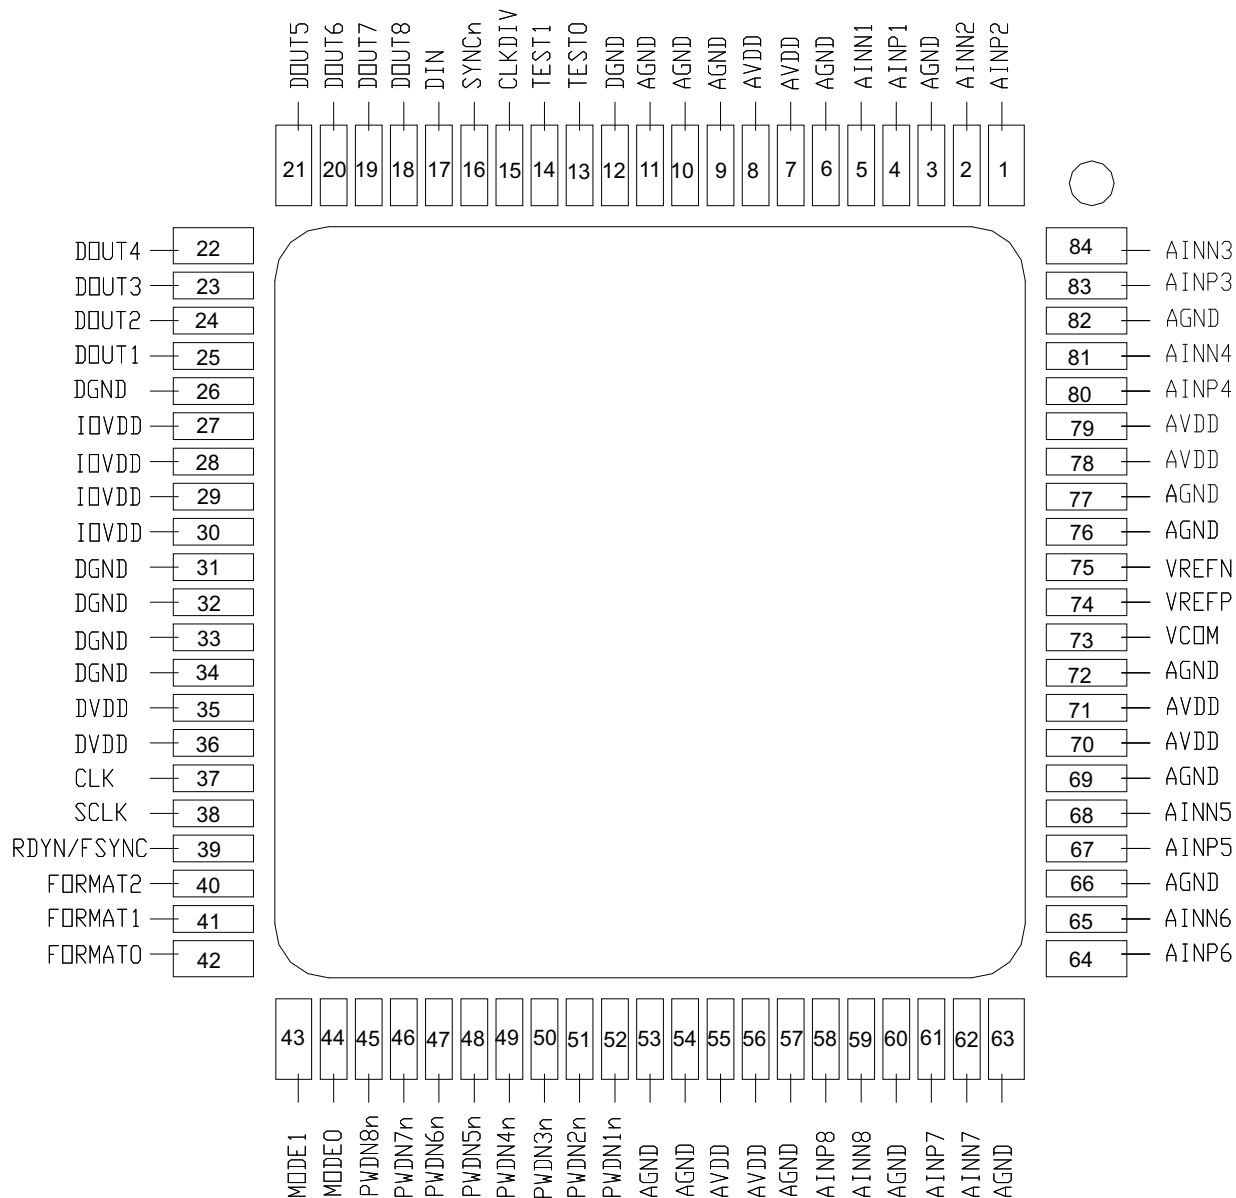 DOUT5 DOUT6 DOUT7 DOUT8 DIN SYNCn CLKDIV TEST1 TEST0 DGND AGND AGND AGND AVDD AVDD AGND AINN1 AINP1 AGND AINN2 AINP2
21 20 19 18 17 16 15 14 13 12 11 10 9 8 7 6 5 4 3 2 1
DOUT4 22 84 AINN3
DOUT3 23 83 AINP3
DOUT2 24 82 AGND
DOUT1 25 81 AINN4
DGND 26 80 AINP4
IOVDD 27 79 AVDD
IOVDD 28 78 AVDD
IOVDD 29 77 AGND
IOVDD 30 76 AGND
DGND 31 75 VREFN
DGND 32 74 VREFP
DGND 33 73 VCOM
DGND 34 72 AGND
DVDD 35 71 AVDD
DVDD 36 70 AVDD
CLK 37 69 AGND
SCLK 38 68 AINN5
RDYN/FSYNC 39 67 AINP5
FORMAT2 40 66 AGND
FORMAT1 41 65 AINN6
FORMAT0 42 64 AINP6
43 44 45 46 47 48 49 50 51 52 53 54 55 56 57 58 59 60 61 62 63
MODE1 MODE0 PWDN8n PWDN7n PWDN6n PWDN5n PWDN4n PWDN3n PWDN2n PWDN1n AGND AGND AVDD AVDD AGND AINP8 AINN8 AGND AINP7 AINN7 AGND